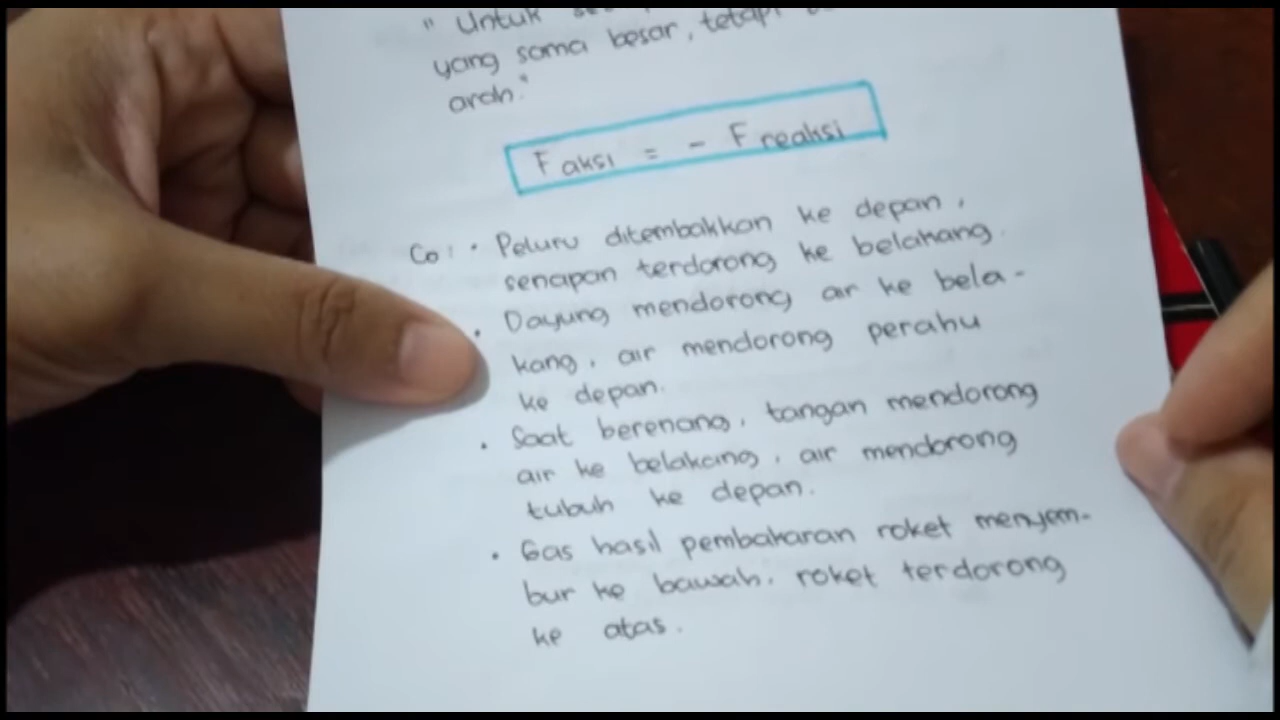 " Untuk
yang sama besar, tetapi
arah."
F aksi = - F reaksi
Co: • Peluru ditembakkan ke depan,
senapan terdorong ke belakang.
• Dayung mendorong air ke bela-
kang, air mendorong perahu
ke depan.
• Saat berenang, tangan mendorong
air ke belakang, air mendorong
tubuh ke depan.
• Gas hasil pembakaran roket menyem-
bur ke bawah, roket terdorong
ke atas.